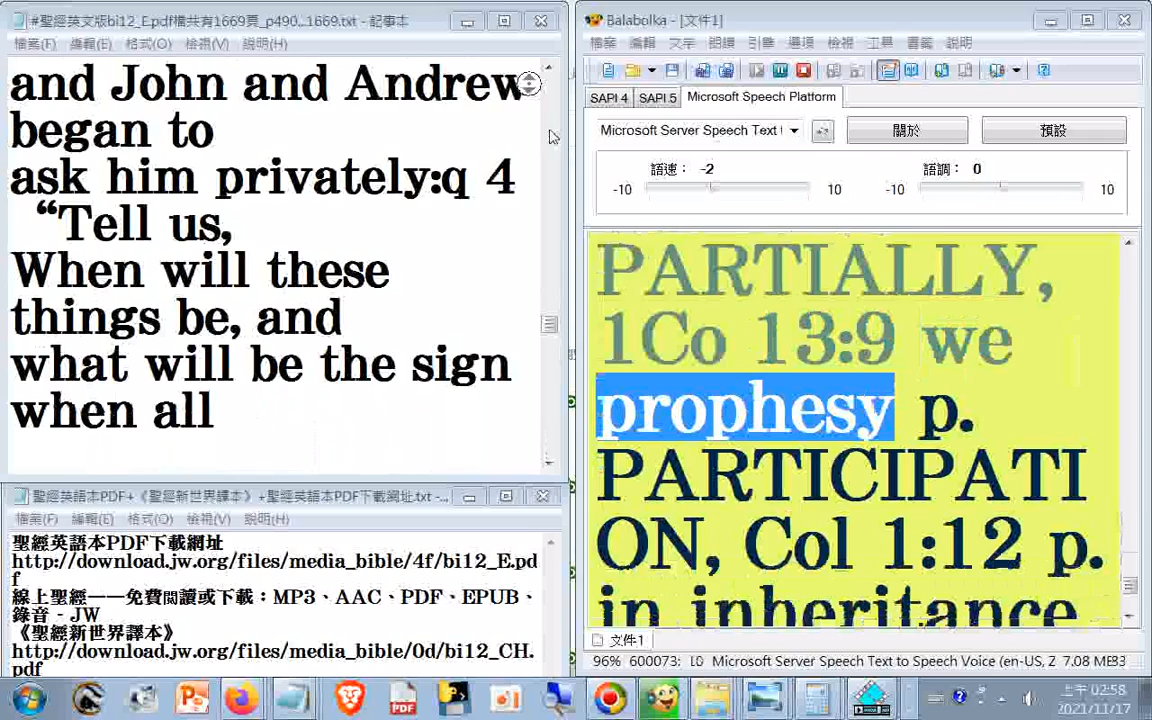 #聖經英文版bi12_E.pdf檔共有1669頁_p490...1669.txt - 記事本
檔案(F) 編輯(E) 格式(O) 檢視(V) 說明(H)
and John and Andrew
began to
ask him privately:q 4
“Tell us,
When will these
things be, and
what will be the sign
when all
聖經英語本PDF+《聖經新世界譯本》+聖經英語本PDF下載網址.txt -...
檔案(F) 編輯(E) 格式(O) 檢視(V) 說明(H)
聖經英語本PDF下載網址
http://download.jw.org/files/media_bible/4f/bi12_E.pd
f
線上聖經——免費閱讀或下載：MP3、AAC、PDF、EPUB、
錄音 - JW
《聖經新世界譯本》
http://download.jw.org/files/media_bible/0d/bi12_CH.
pdf
Balabolka - [文件1]
檔案 編輯 文字 朗讀 引擎 選項 檢視 工具 書籤 說明
SAPI 4 SAPI 5 Microsoft Speech Platform
Microsoft Server Speech Text 關於 預設
語速： -2 語調： 0
-10 10 -10 10
PARTIALLY,
1Co 13:9 we
prophesy p.
PARTICIPATI
ON, Col 1:12 p.
in inheritance
文件1
96% 600073: Microsoft Server Speech Text to Speech Voice (en-US, Z 7.08 MB
PDF
上午 02:58
2021/11/17